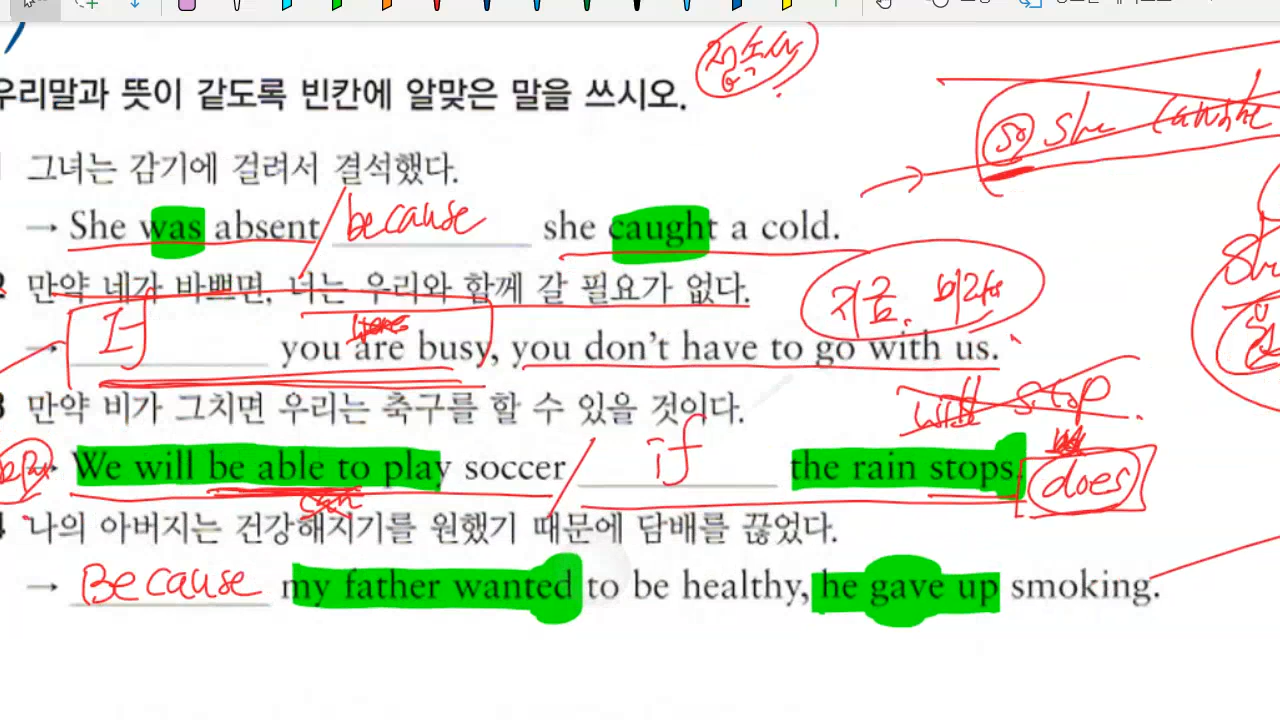 접속사
우리말과 뜻이 같도록 빈칸에 알맞은 말을 쓰시오.
so she
그녀는 감기에 걸려서 결석했다.
→ She was absent because she caught a cold.
2 만약 네가 바쁘면, 너는 우리와 함께 갈 필요가 없다.
지금
→ If you are busy, you don't have to go with us.
3 만약 비가 그치면 우리는 축구를 할 수 있을 것이다.
will stop
→ We will be able to play soccer if the rain stops.
does
4 나의 아버지는 건강해지기를 원했기 때문에 담배를 끊었다.
→ Because my father wanted to be healthy, he gave up smoking.